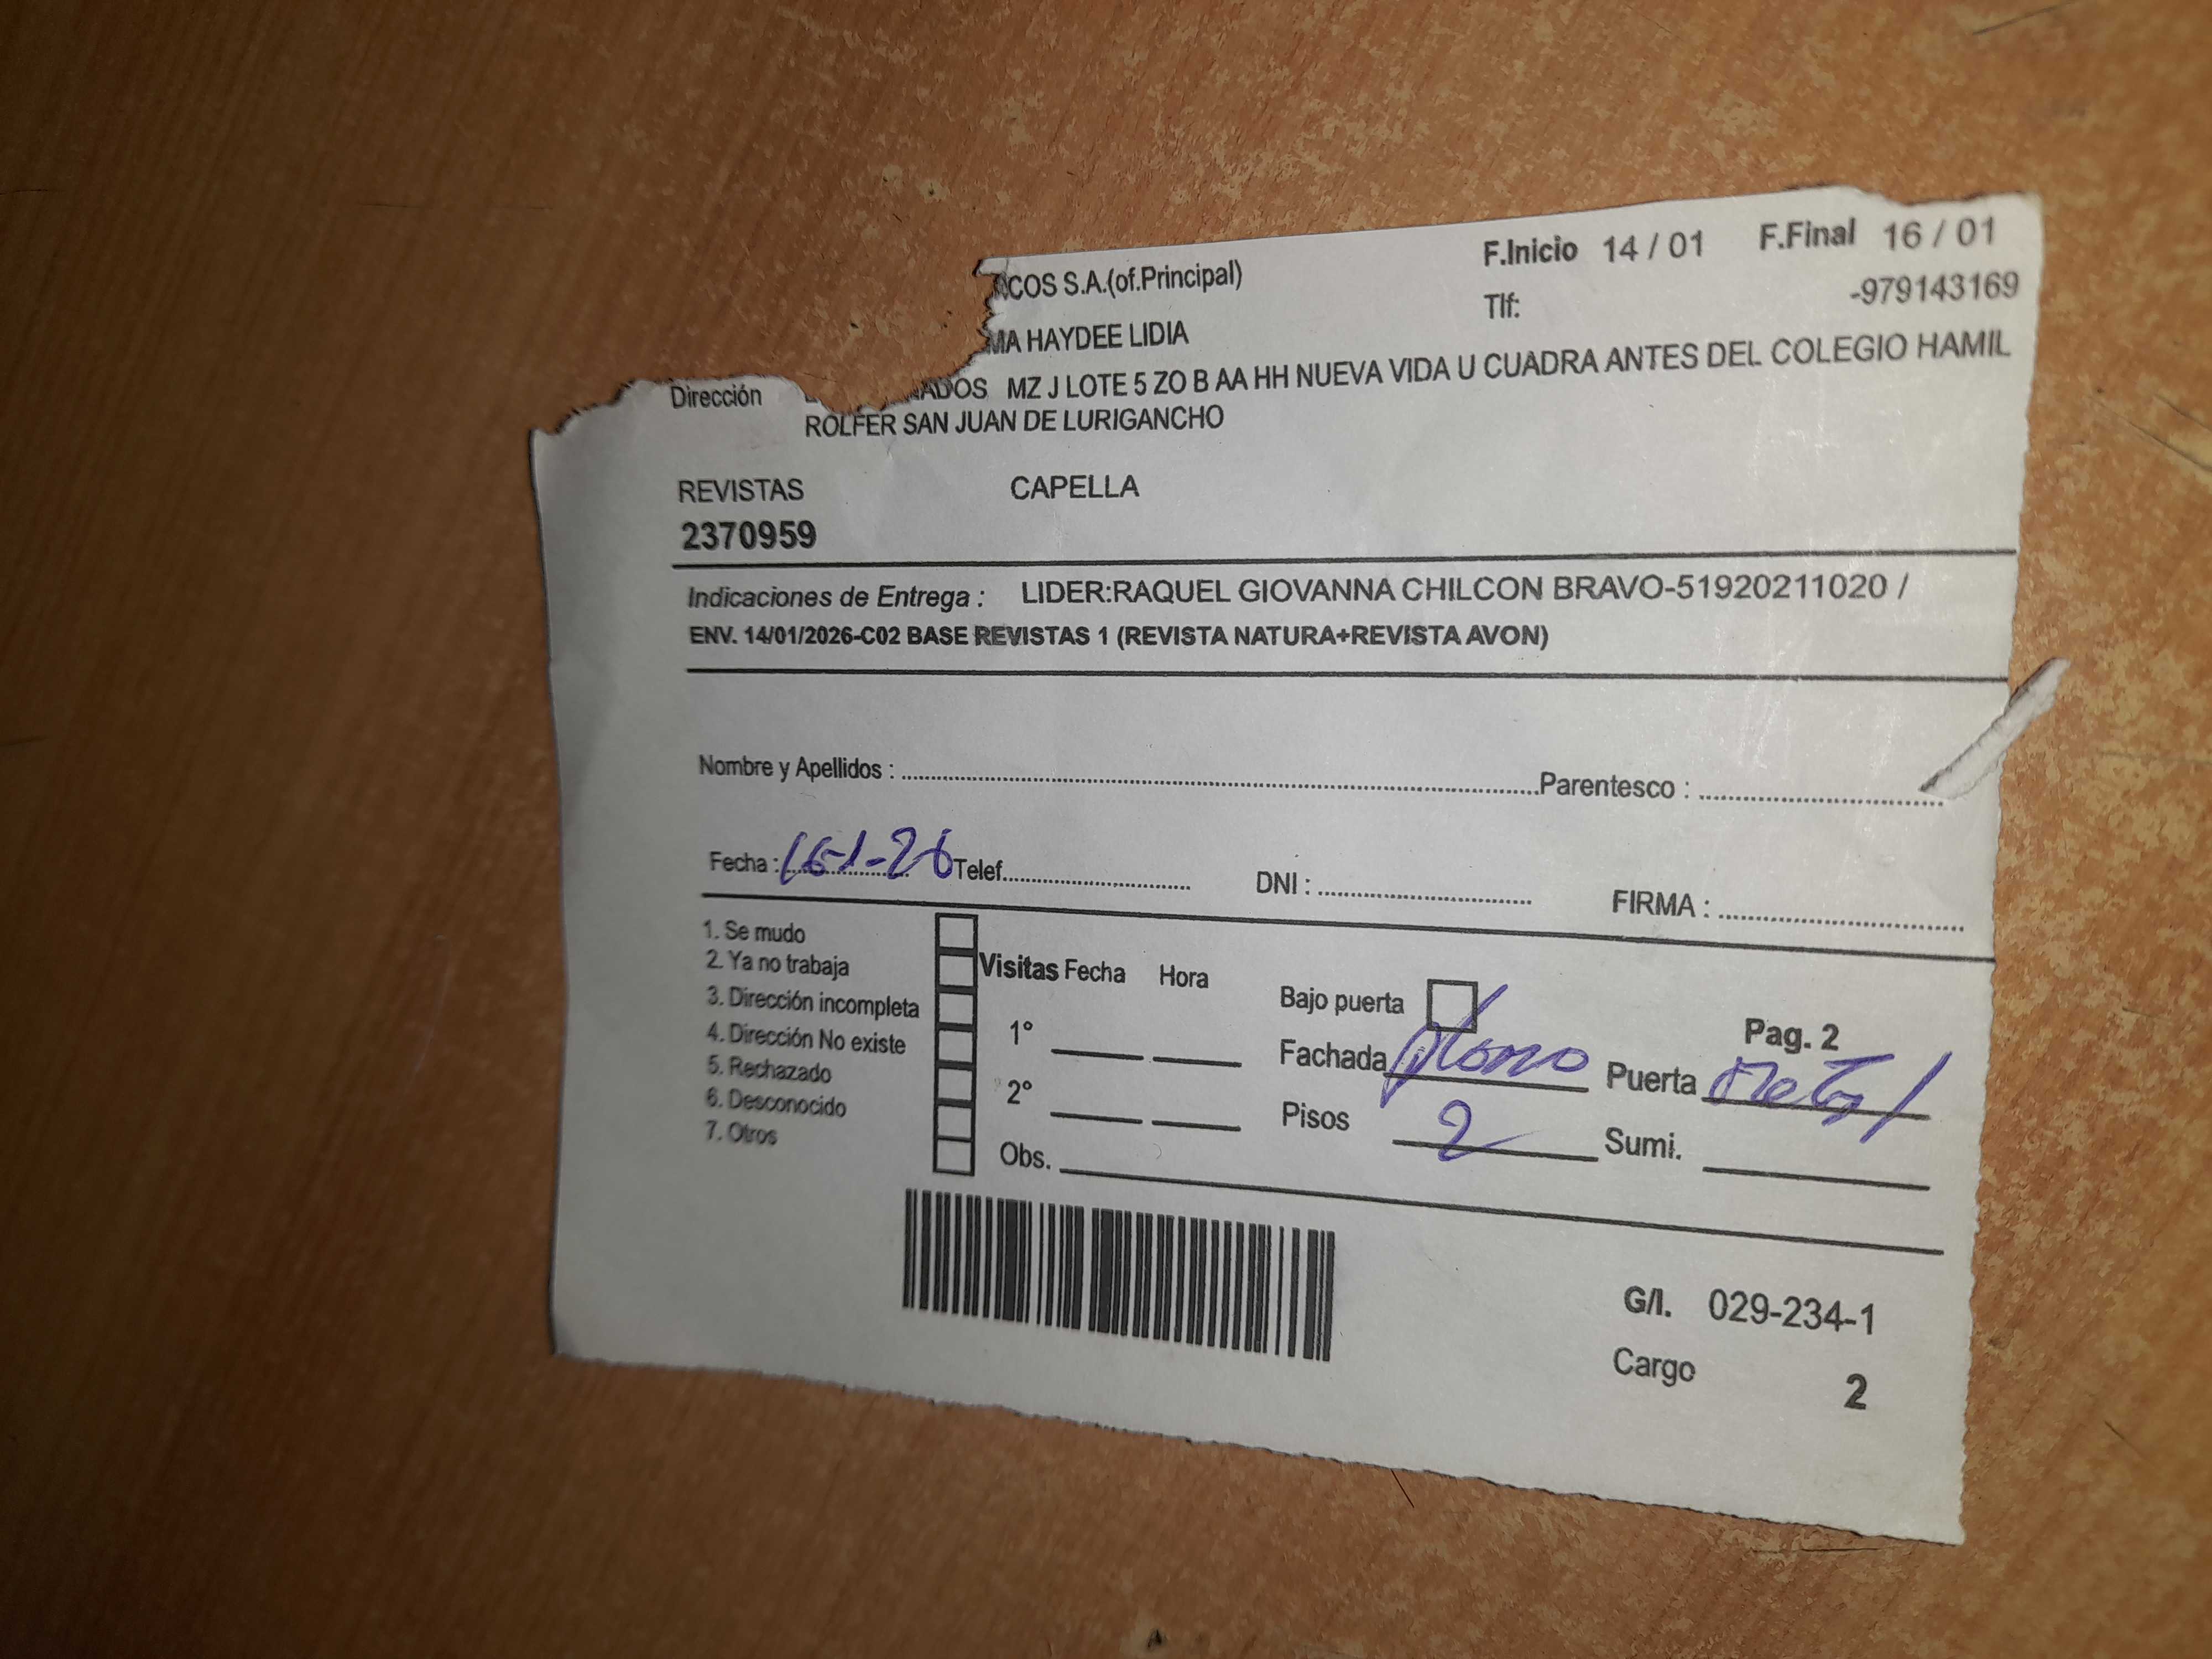 COS S.A.(of.Principal) F.Inicio 14 / 01 F.Final 16 / 01
Tlf: -979143169
MA HAYDEE LIDIA
Dirección ADOS MZ J LOTE 5 ZO B AA HH NUEVA VIDA U CUADRA ANTES DEL COLEGIO HAMIL
ROLFER SAN JUAN DE LURIGANCHO
REVISTAS CAPELLA
2370959
Indicaciones de Entrega : LIDER:RAQUEL GIOVANNA CHILCON BRAVO-51920211020 /
ENV. 14/01/2026-C02 BASE REVISTAS 1 (REVISTA NATURA+REVISTA AVON)
Nombre y Apellidos : Parentesco :
Fecha : 16-1-26 Telef. DNI : FIRMA :
1. Se mudo
2. Ya no trabaja
3. Dirección incompleta
4. Dirección No existe
5. Rechazado
6. Desconocido
7. Otros
Visitas Fecha Hora
1°
2°
Obs.
Bajo puerta
Pag. 2
Fachada Puerta Metal
Pisos 2 Sumi.
G/I. 029-234-1
Cargo 2